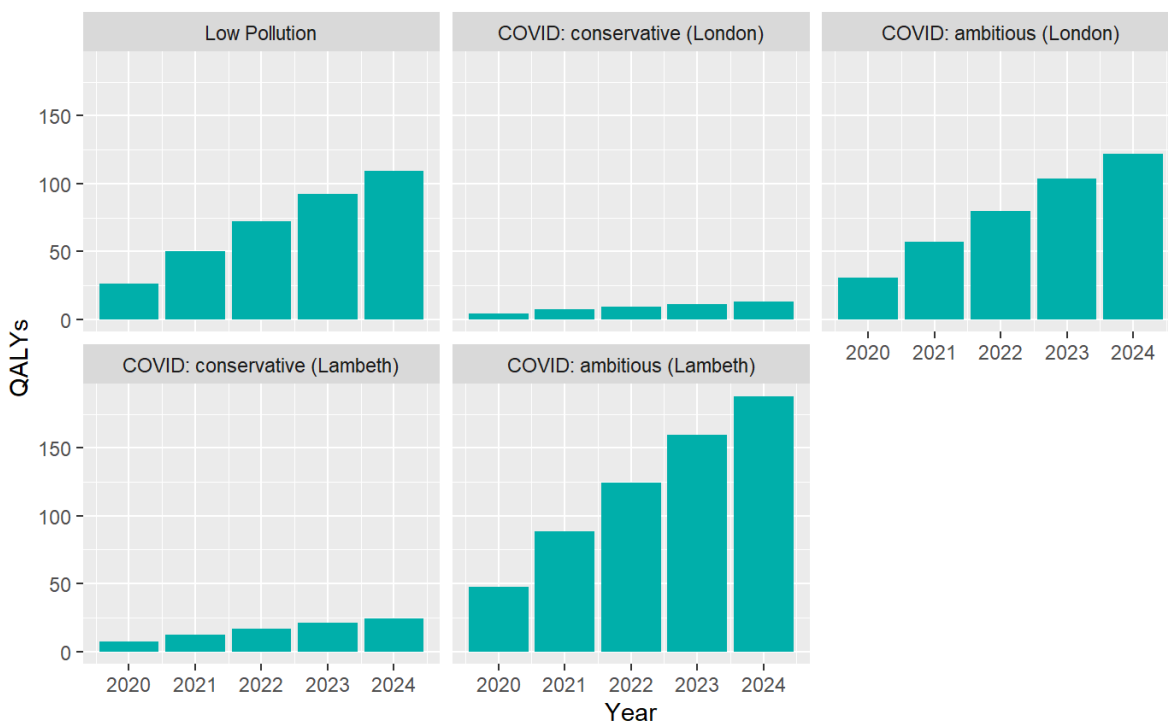 Low Pollution
COVID: conservative (London)
COVID: ambitious (London)
150
100
50
0
2020 2021 2022 2023 2024
QALYs
COVID: conservative (Lambeth)
COVID: ambitious (Lambeth)
150
100
50
0
2020 2021 2022 2023 2024
2020 2021 2022 2023 2024
Year